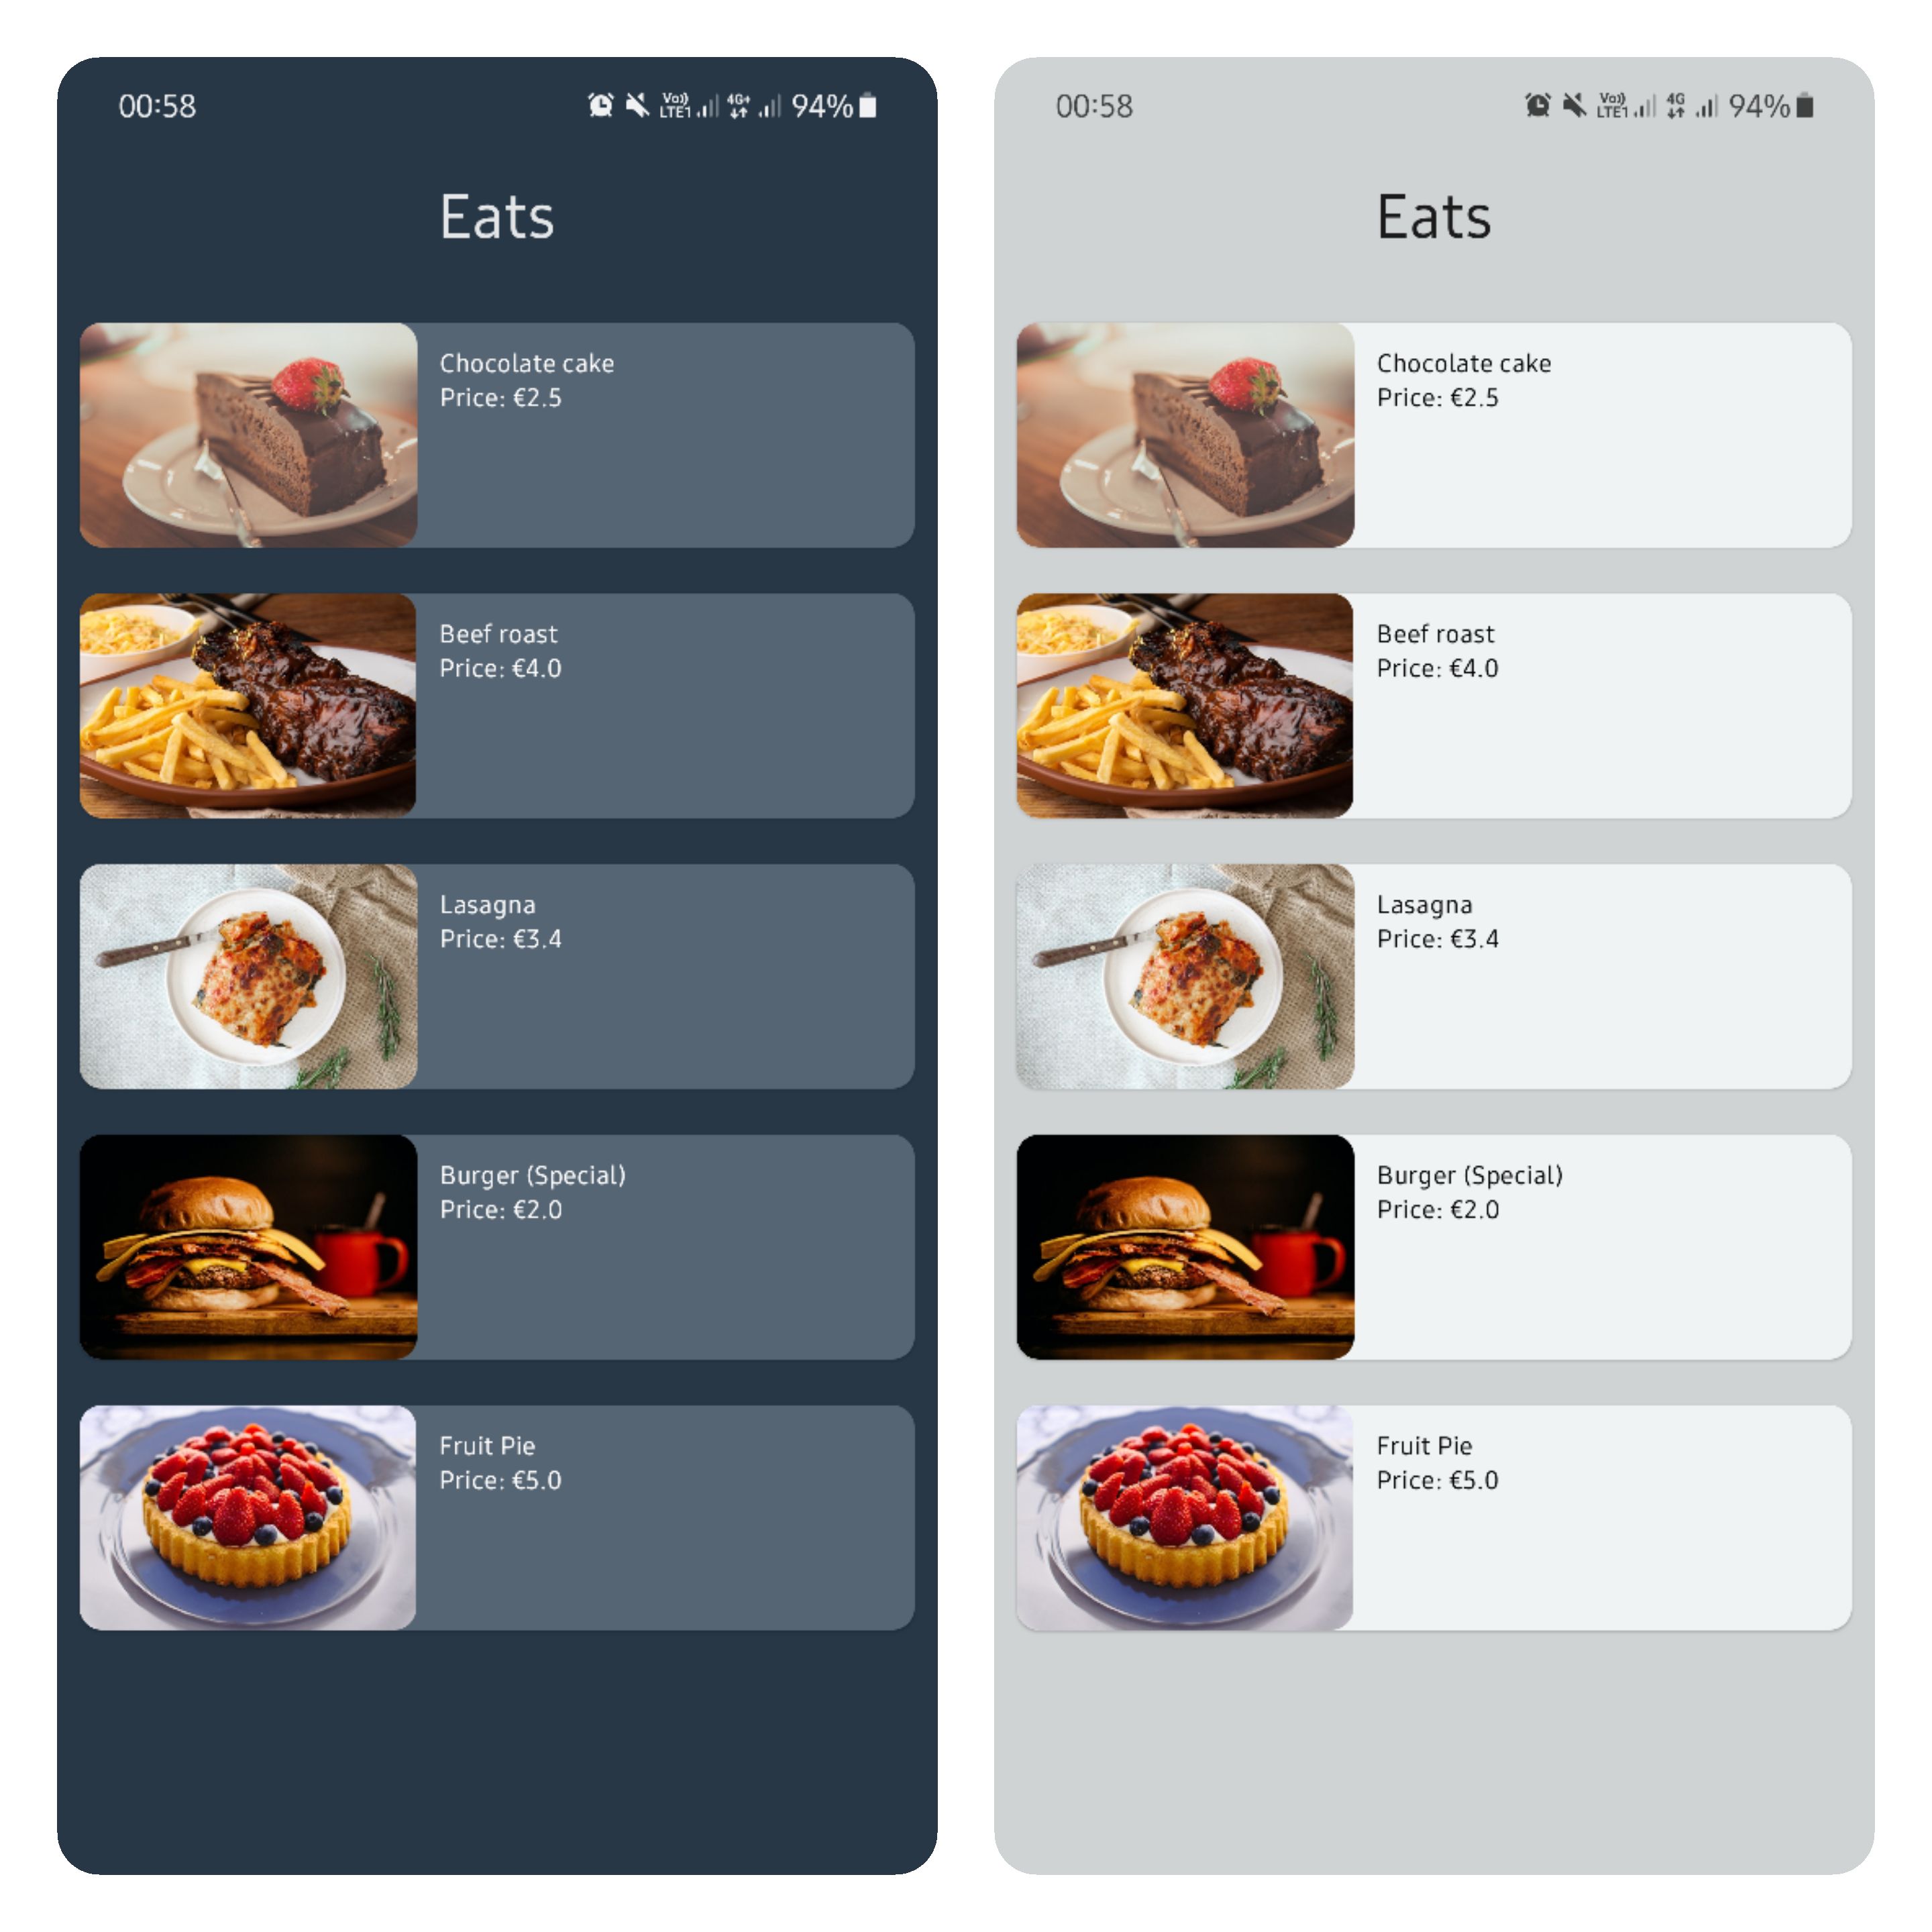 00:58 Vo)) LTE1 4G+ 94%
Eats
Chocolate cake
Price: €2.5
Beef roast
Price: €4.0
Lasagna
Price: €3.4
Burger (Special)
Price: €2.0
Fruit Pie
Price: €5.0
00:58 Vo)) LTE1 4G 94%
Eats
Chocolate cake
Price: €2.5
Beef roast
Price: €4.0
Lasagna
Price: €3.4
Burger (Special)
Price: €2.0
Fruit Pie
Price: €5.0